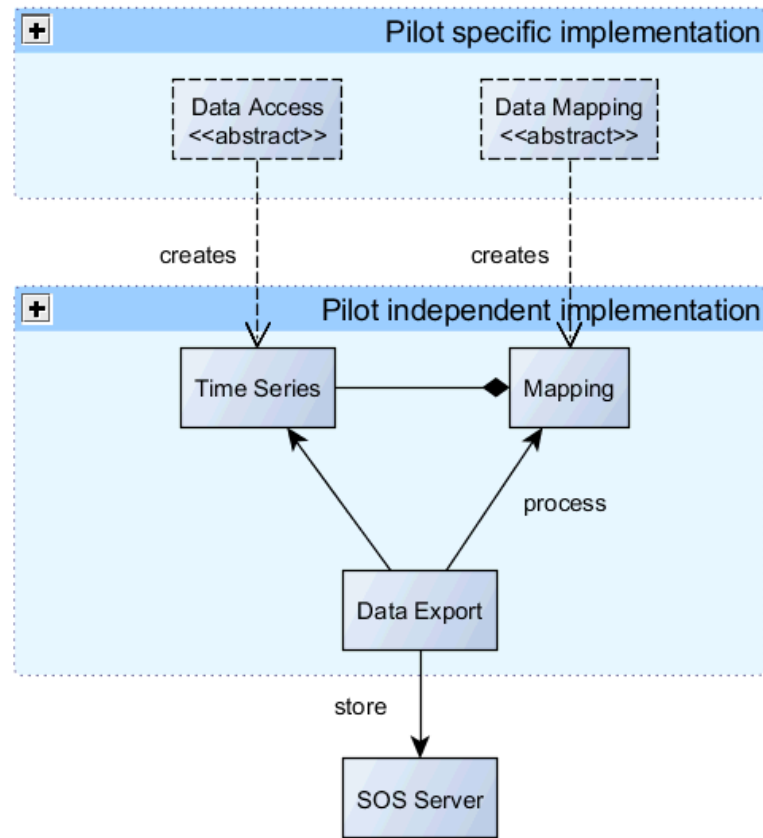 Pilot specific implementation
Data Access
<<abstract>>
Data Mapping
<<abstract>>
creates
creates
Pilot independent implementation
Time Series
Mapping
process
Data Export
store
SOS Server